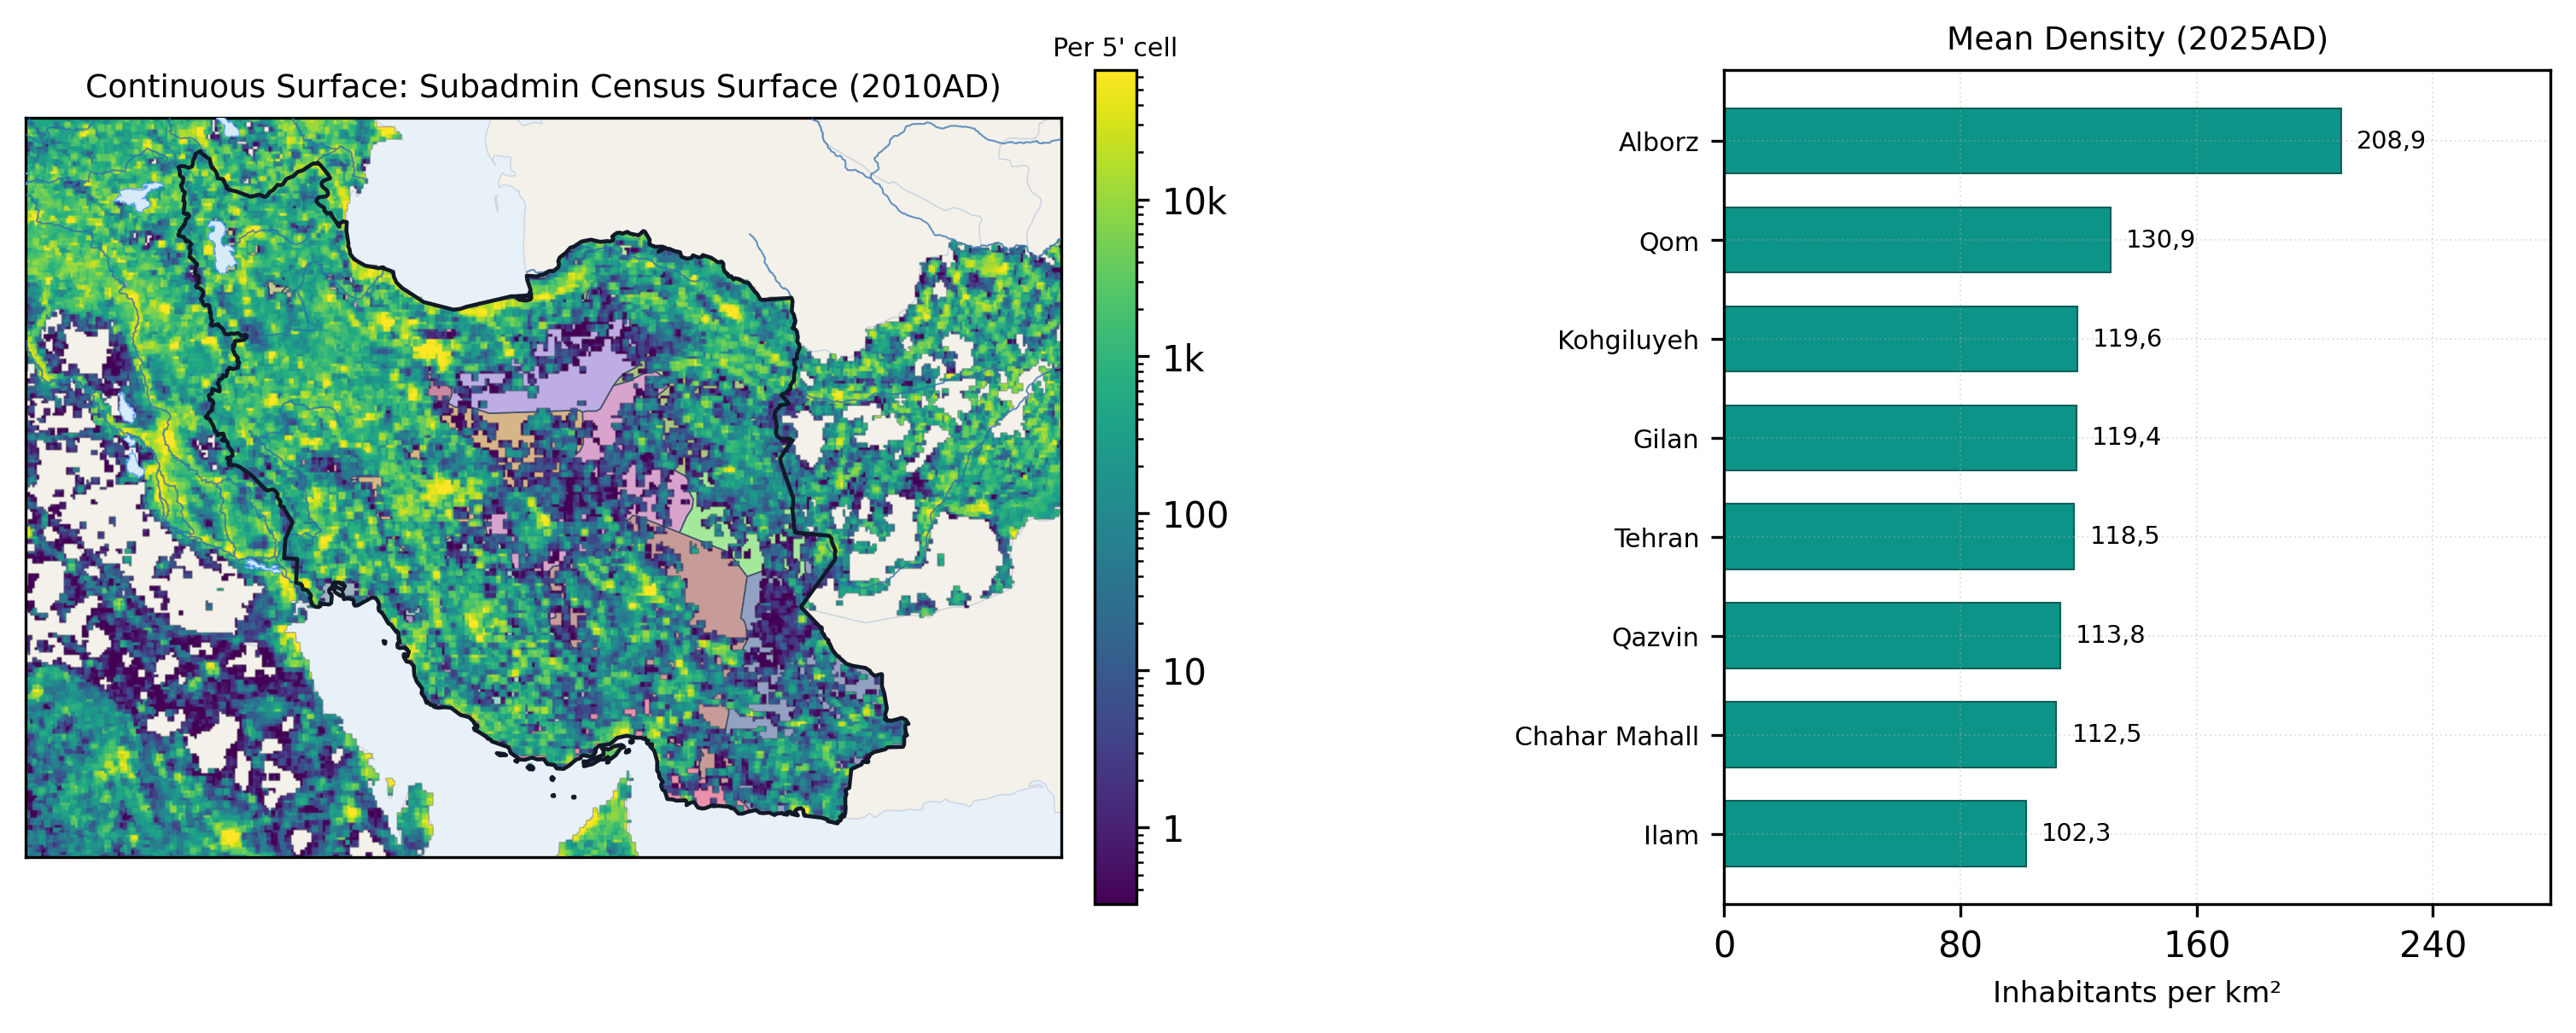 Continuous Surface: Subadmin Census Surface (2010AD)
Per 5' cell
10k
1k
100
10
1
Mean Density (2025AD)
Alborz 208,9
Qom 130,9
Kohgiluyeh 119,6
Gilan 119,4
Tehran 118,5
Qazvin 113,8
Chahar Mahall 112,5
Ilam 102,3
0 80 160 240
Inhabitants per km²